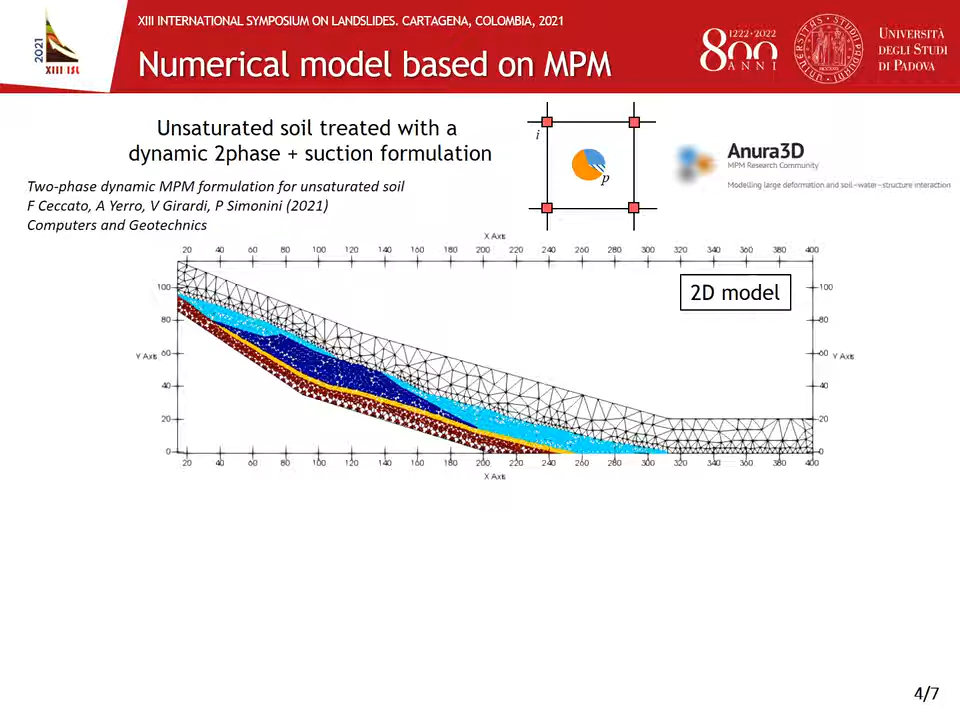 XIII INTERNATIONAL SYMPOSIUM ON LANDSLIDES. CARTAGENA, COLOMBIA, 2021
2021
XIII ISL
Numerical model based on MPM
1222•2022
800
ANNI
UNIVERSITÀ
DEGLI STUDI
DI PADOVA
Unsaturated soil treated with a
dynamic 2phase + suction formulation
Two-phase dynamic MPM formulation for unsaturated soil
F Ceccato, A Yerro, V Girardi, P Simonini (2021)
Computers and Geotechnics
i
p
Anura3D
MPM Research Community
Modelling large deformation and soil–water–structure interaction
X Axis
20 40 60 80 100 120 140 160 180 200 220 240 260 280 300 320 340 360 380 400
2D model
100 100
80 80
Y Axis 60 60 Y Axis
40 40
20 20
0 0
20 40 60 80 100 120 140 160 180 200 220 240 260 280 300 320 340 360 380 400
X Axis
4/7